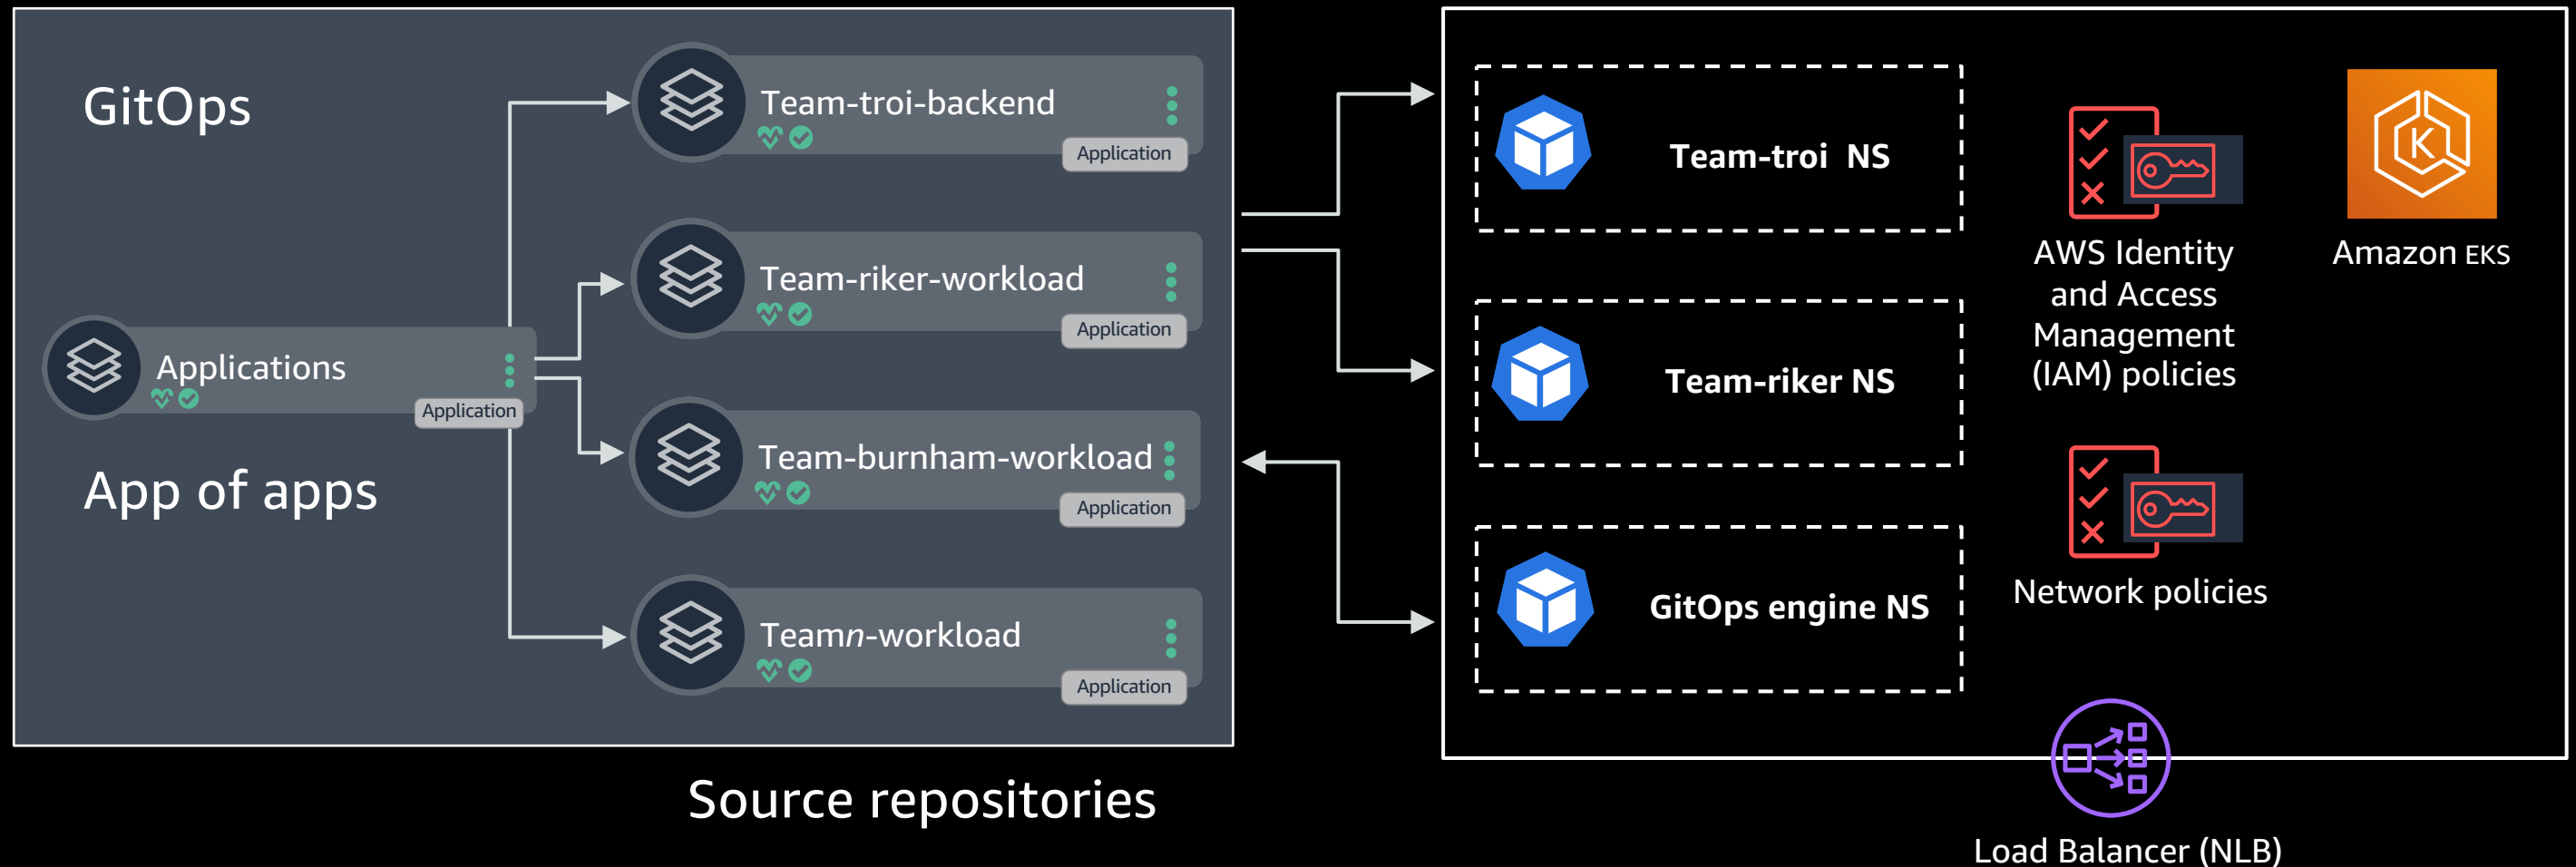 GitOps
Team-troi-backend
Application
Team-riker-workload
Application
Applications
Application
App of apps
Team-burnham-workload
Application
Teamn-workload
Application
Source repositories
Team-troi NS
Team-riker NS
GitOps engine NS
AWS Identity
and Access
Management
(IAM) policies
K
Amazon EKS
Network policies
Load Balancer (NLB)